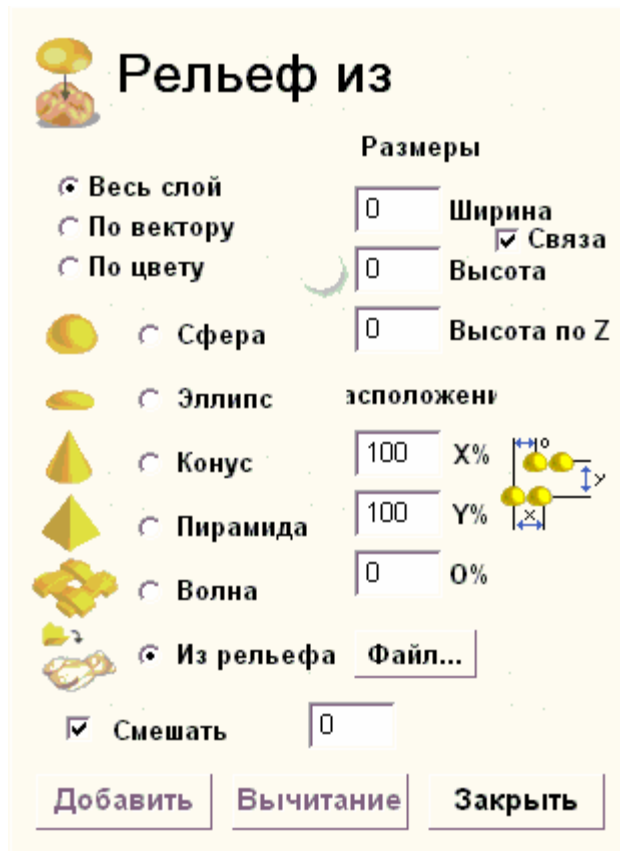 Рельеф из
Размеры
Весь слой
По вектору
По цвету
0 Ширина
Связа
0 Высота
0 Высота по Z
Сфера
Эллипс
Конус
Пирамида
Волна
Из рельефа
асположени
100 X%
100 Y%
0 O%
o
y
x
Файл...
Смешать 0
Добавить Вычитание Закрыть